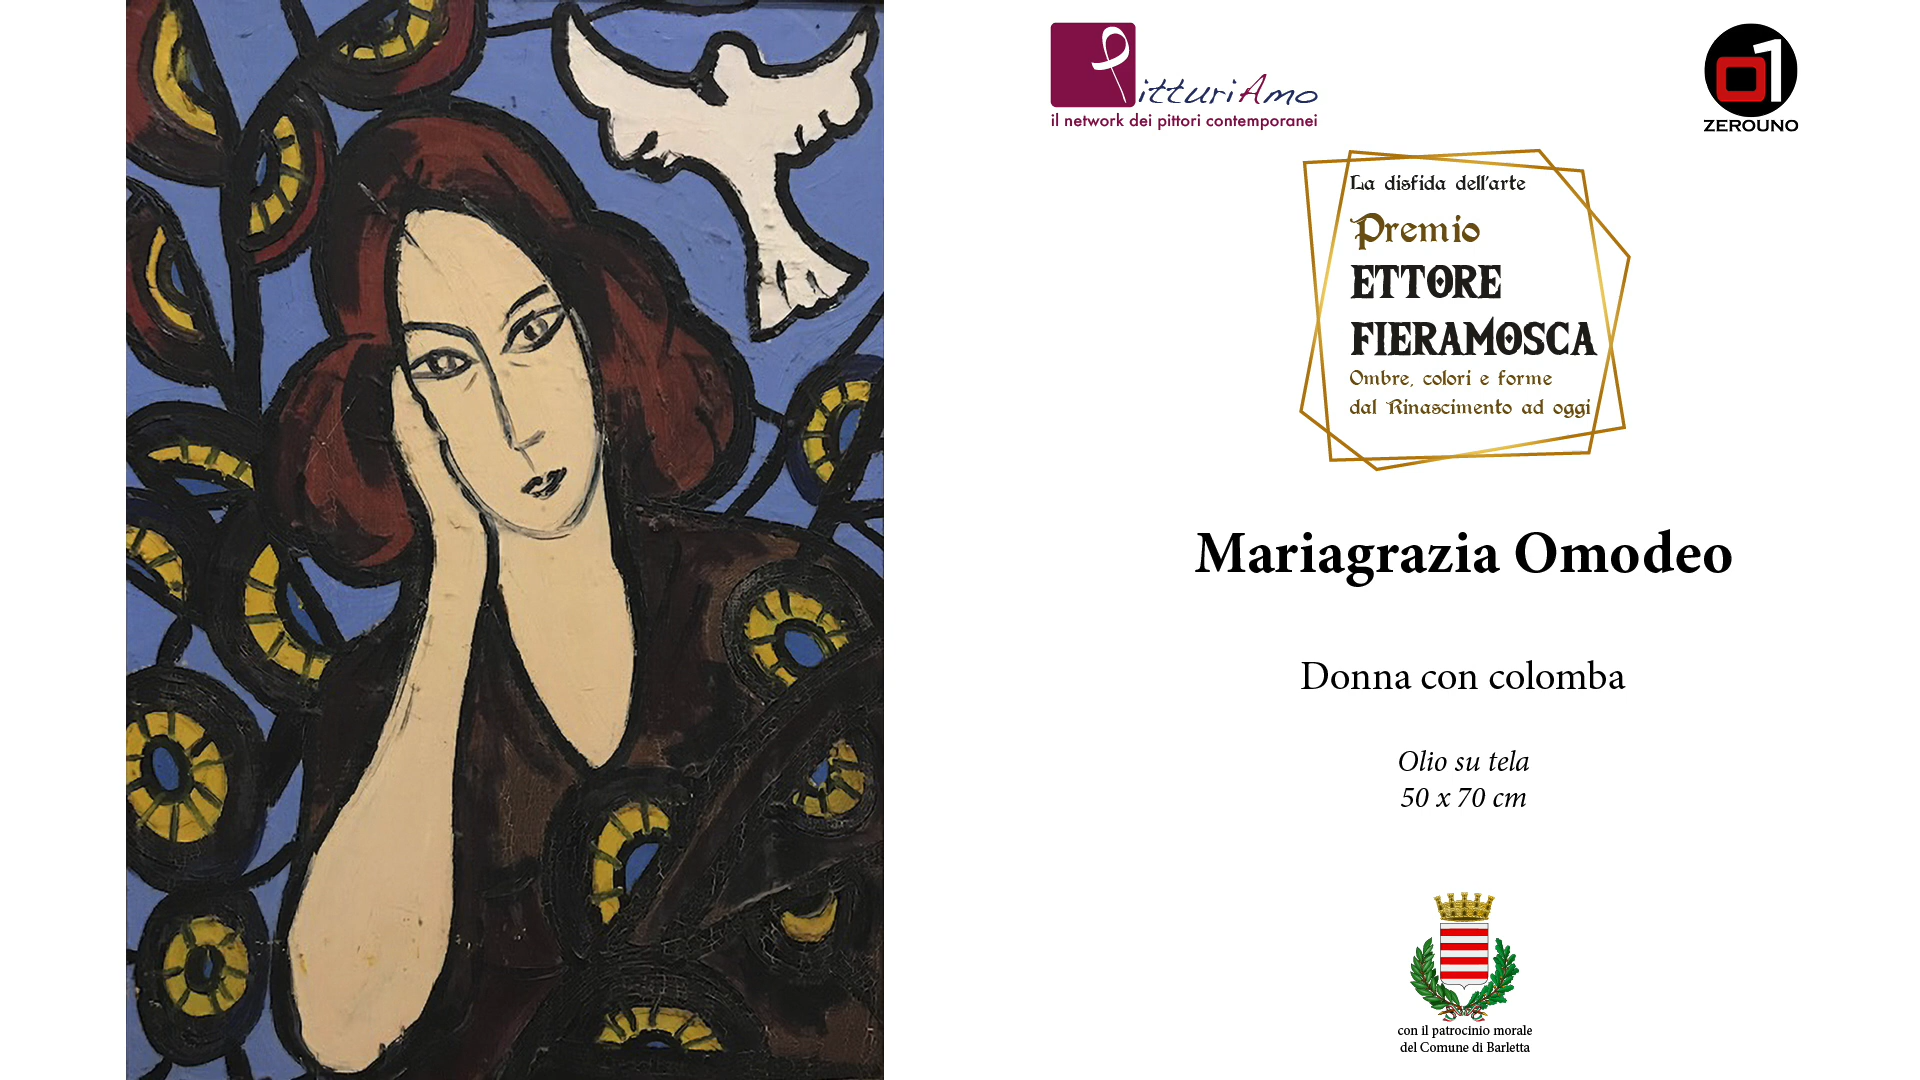 PitturiAmo
il network dei pittori contemporanei
01
ZEROUNO
La disfida dell'arte
Premio
ETTORE
FIERAMOSCA
Ombre, colori e forme
dal Rinascimento ad oggi
Mariagrazia Omodeo
Donna con colomba
Olio su tela
50 x 70 cm
con il patrocinio morale
del Comune di Barletta